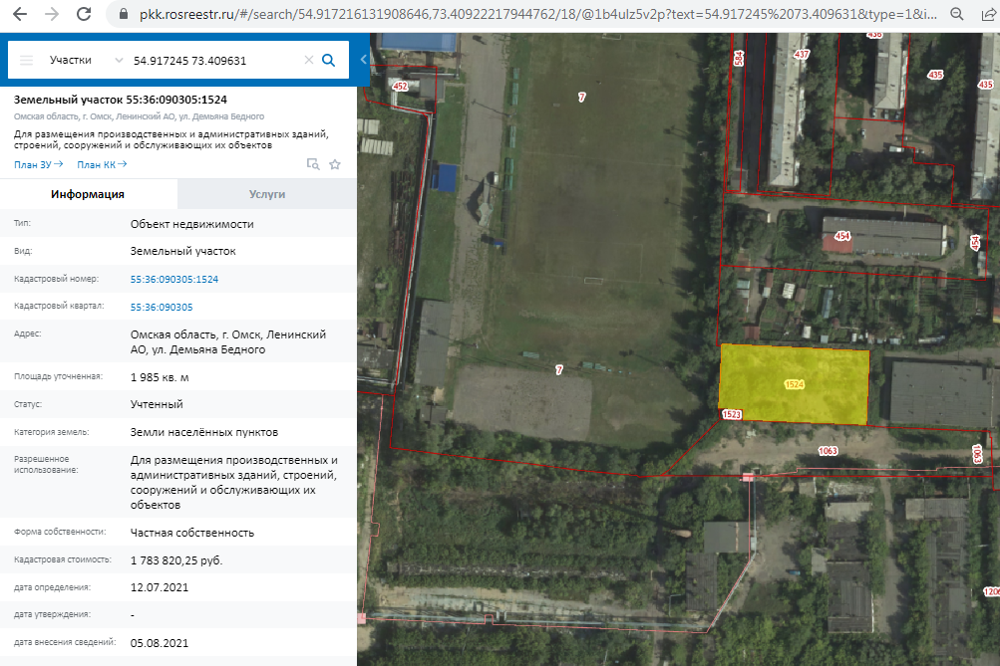 pkk.rosreestr.ru/#/search/54.917216131908646,73.40922217944762/18/@1b4ulz5v2p?text=54.917245%2073.409631&type=1&i...
Участки 54.917245 73.409631
Земельный участок 55:36:090305:1524
Омская область, г. Омск, Ленинский АО, ул. Демьяна Бедного
Для размещения производственных и административных зданий,
строений, сооружений и обслуживающих их объектов
План ЗУ → План КК →
Информация Услуги
Тип: Объект недвижимости
Вид: Земельный участок
Кадастровый номер: 55:36:090305:1524
Кадастровый квартал: 55:36:090305
Адрес: Омская область, г. Омск, Ленинский
АО, ул. Демьяна Бедного
Площадь уточненная: 1 985 кв. м
Статус: Учтенный
Категория земель: Земли населённых пунктов
Разрешенное использование: Для размещения производственных и
административных зданий, строений,
сооружений и обслуживающих их
объектов
Форма собственности: Частная собственность
Кадастровая стоимость: 1 783 820,25 руб.
дата определения: 12.07.2021
дата утверждения: -
дата внесения сведений: 05.08.2021
436
584
437
435
435
452
7
454
454
7
1524
1523
1063
1063
1206